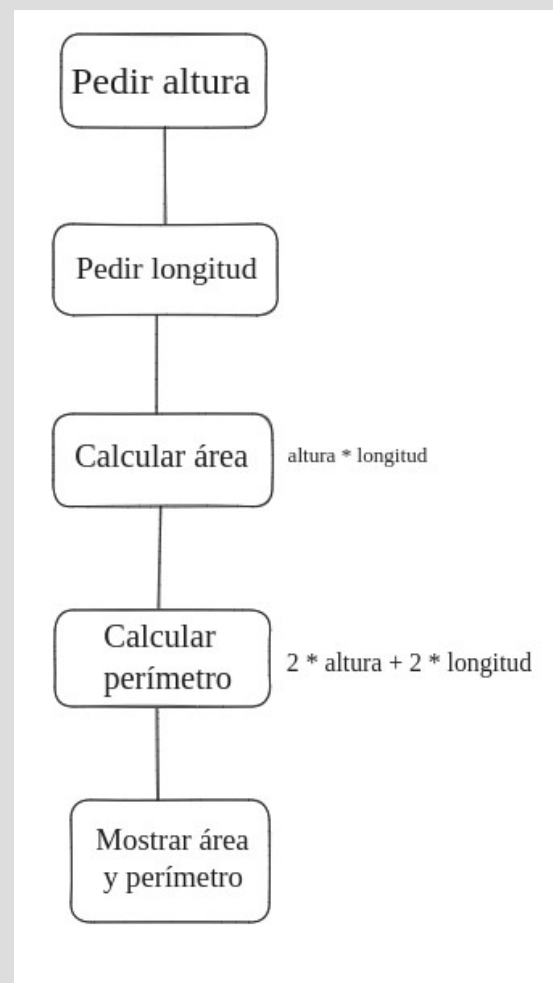 Pedir altura
Pedir longitud
Calcular área
altura * longitud
Calcular
perímetro
2 * altura + 2 * longitud
Mostrar área
y perímetro